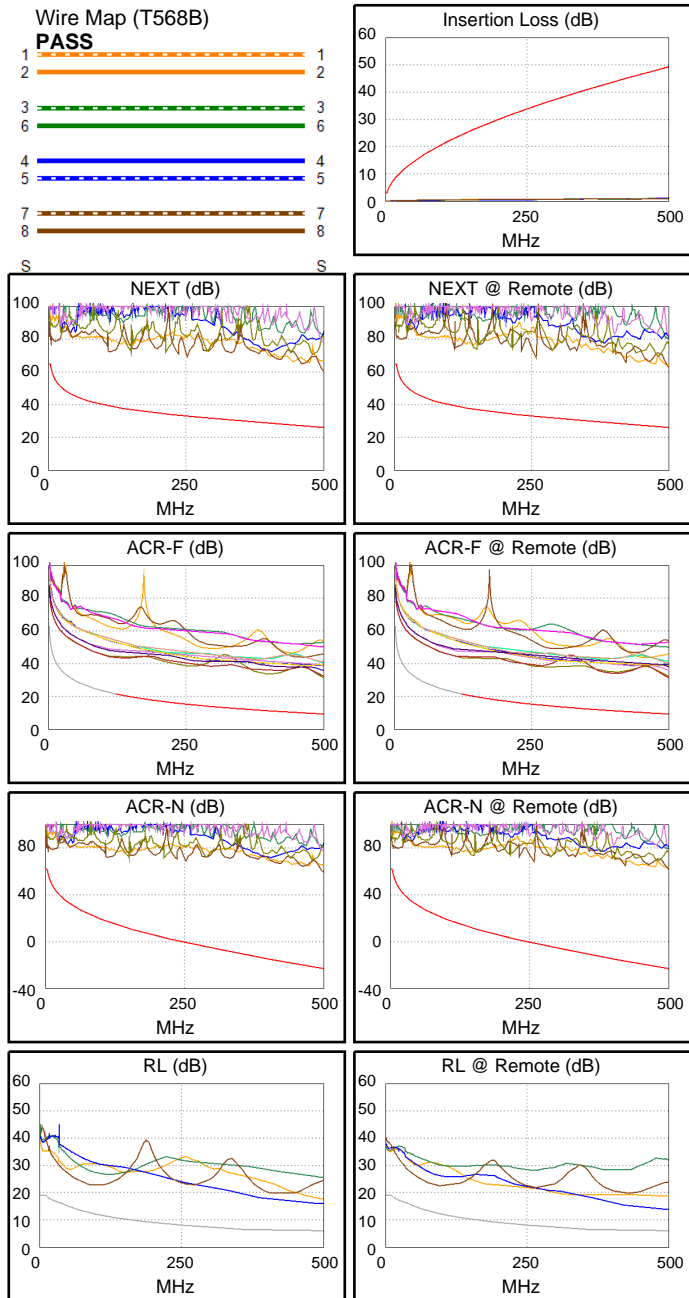 Wire Map (T568B)
PASS
1 1
2 2
3 3
6 6
4 4
5 5
7 7
8 8
S S
Insertion Loss (dB)
60
50
40
30
20
10
0
0 250 500
MHz
NEXT (dB)
100
80
60
40
20
0
0 250 500
MHz
NEXT @ Remote (dB)
100
80
60
40
20
0
0 250 500
MHz
ACR-F (dB)
100
80
60
40
20
0
0 250 500
MHz
ACR-F @ Remote (dB)
100
80
60
40
20
0
0 250 500
MHz
ACR-N (dB)
80
40
0
-40
0 250 500
MHz
ACR-N @ Remote (dB)
80
40
0
-40
0 250 500
MHz
RL (dB)
60
50
40
30
20
10
0
0 250 500
MHz
RL @ Remote (dB)
60
50
40
30
20
10
0
0 250 500
MHz